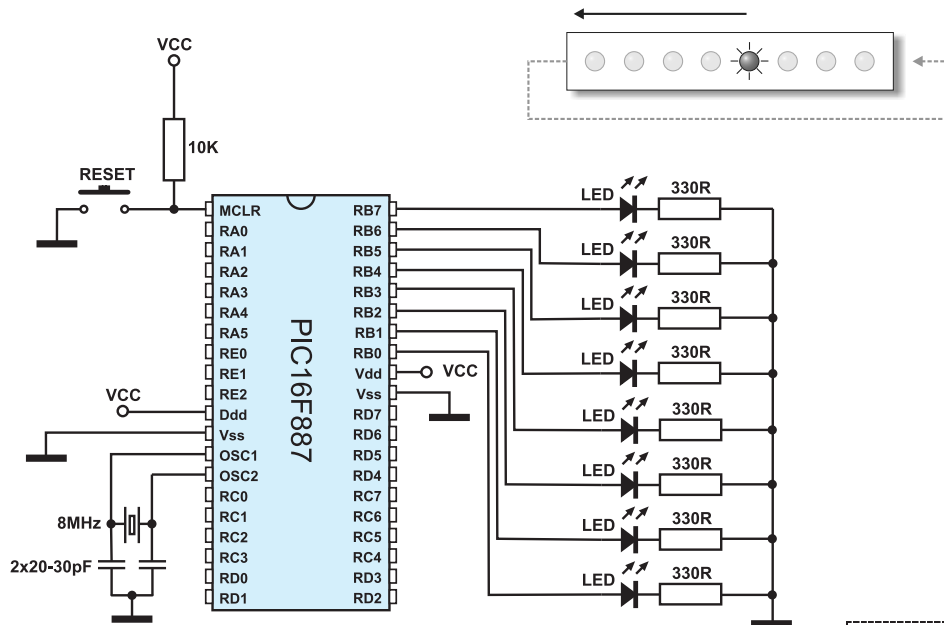 VCC
10K
RESET
MCLR
RA0
RA1
RA2
RA3
RA4
RA5
RE0
RE1
RE2
Ddd
Vss
OSC1
OSC2
RC0
RC1
RC2
RC3
RD0
RD1
PIC16F887
RB7
RB6
RB5
RB4
RB3
RB2
RB1
RB0
Vdd
Vss
RD7
RD6
RD5
RD4
RC7
RC6
RC5
RC4
RD3
RD2
VCC
VCC
8MHz
2x20-30pF
LED 330R
LED 330R
LED 330R
LED 330R
LED 330R
LED 330R
LED 330R
LED 330R